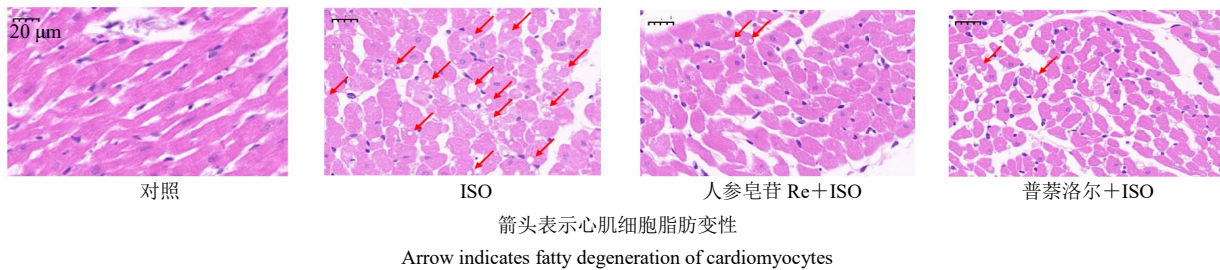 20 μm
对照 ISO 人参皂苷 Re＋ISO 普萘洛尔＋ISO
箭头表示心肌细胞脂肪变性
Arrow indicates fatty degeneration of cardiomyocytes